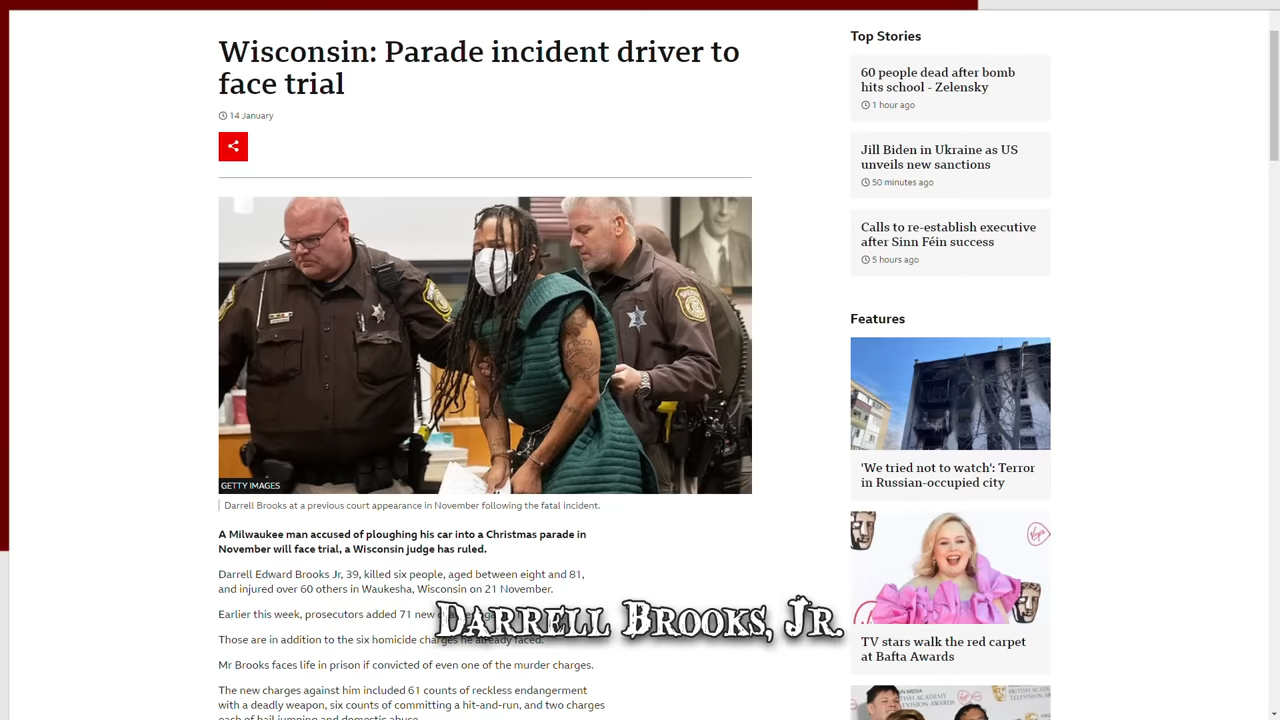 Wisconsin: Parade incident driver to
face trial
14 January
GETTY IMAGES
Darrell Brooks at a previous court appearance in November following the fatal incident.
A Milwaukee man accused of ploughing his car into a Christmas parade in
November will face trial, a Wisconsin judge has ruled.
Darrell Edward Brooks Jr, 39, killed six people, aged between eight and 81,
and injured over 60 others in Waukesha, Wisconsin on 21 November.
Earlier this week, prosecutors added 71 new
Those are in addition to the six homicide charges he already faced.
Mr Brooks faces life in prison if convicted of even one of the murder charges.
The new charges against him included 61 counts of reckless endangerment
with a deadly weapon, six counts of committing a hit-and-run, and two charges
each of bail jumping and domestic abuse.
Darrell Brooks, Jr.
Top Stories
60 people dead after bomb
hits school - Zelensky
1 hour ago
Jill Biden in Ukraine as US
unveils new sanctions
50 minutes ago
Calls to re-establish executive
after Sinn Féin success
5 hours ago
Features
'We tried not to watch': Terror
in Russian-occupied city
Virgin
TV stars walk the red carpet
at Bafta Awards